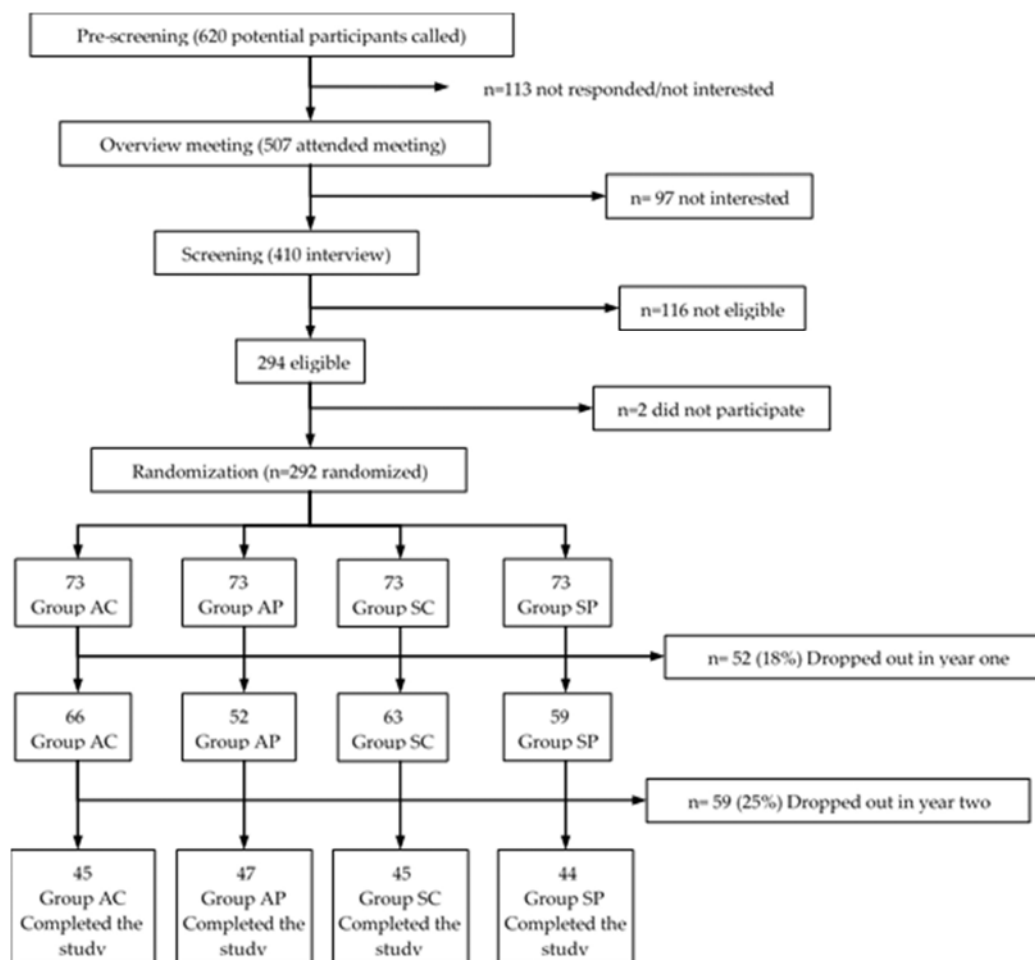 Pre-screening (620 potential participants called)
n=113 not responded/not interested
Overview meeting (507 attended meeting)
n= 97 not interested
Screening (410 interview)
n=116 not eligible
294 eligible
n=2 did not participate
Randomization (n=292 randomized)
73
Group AC
73
Group AP
73
Group SC
73
Group SP
n= 52 (18%) Dropped out in year one
66
Group AC
52
Group AP
63
Group SC
59
Group SP
n= 59 (25%) Dropped out in year two
45
Group AC
Completed the
study
47
Group AP
Completed the
study
45
Group SC
Completed the
study
44
Group SP
Completed the
study